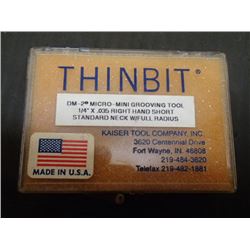 THINBIT®
DM-2® MICRO-MINI GROOVING TOOL
1/4" X .035 RIGHT HAND SHORT
STANDARD NECK W/FULL RADIUS
KAISER TOOL COMPANY, INC
3620 Centennial Drive
Fort Wayne, IN. 46808
219-484-3620
Telefax 219-482-1881
MADE IN U.S.A.